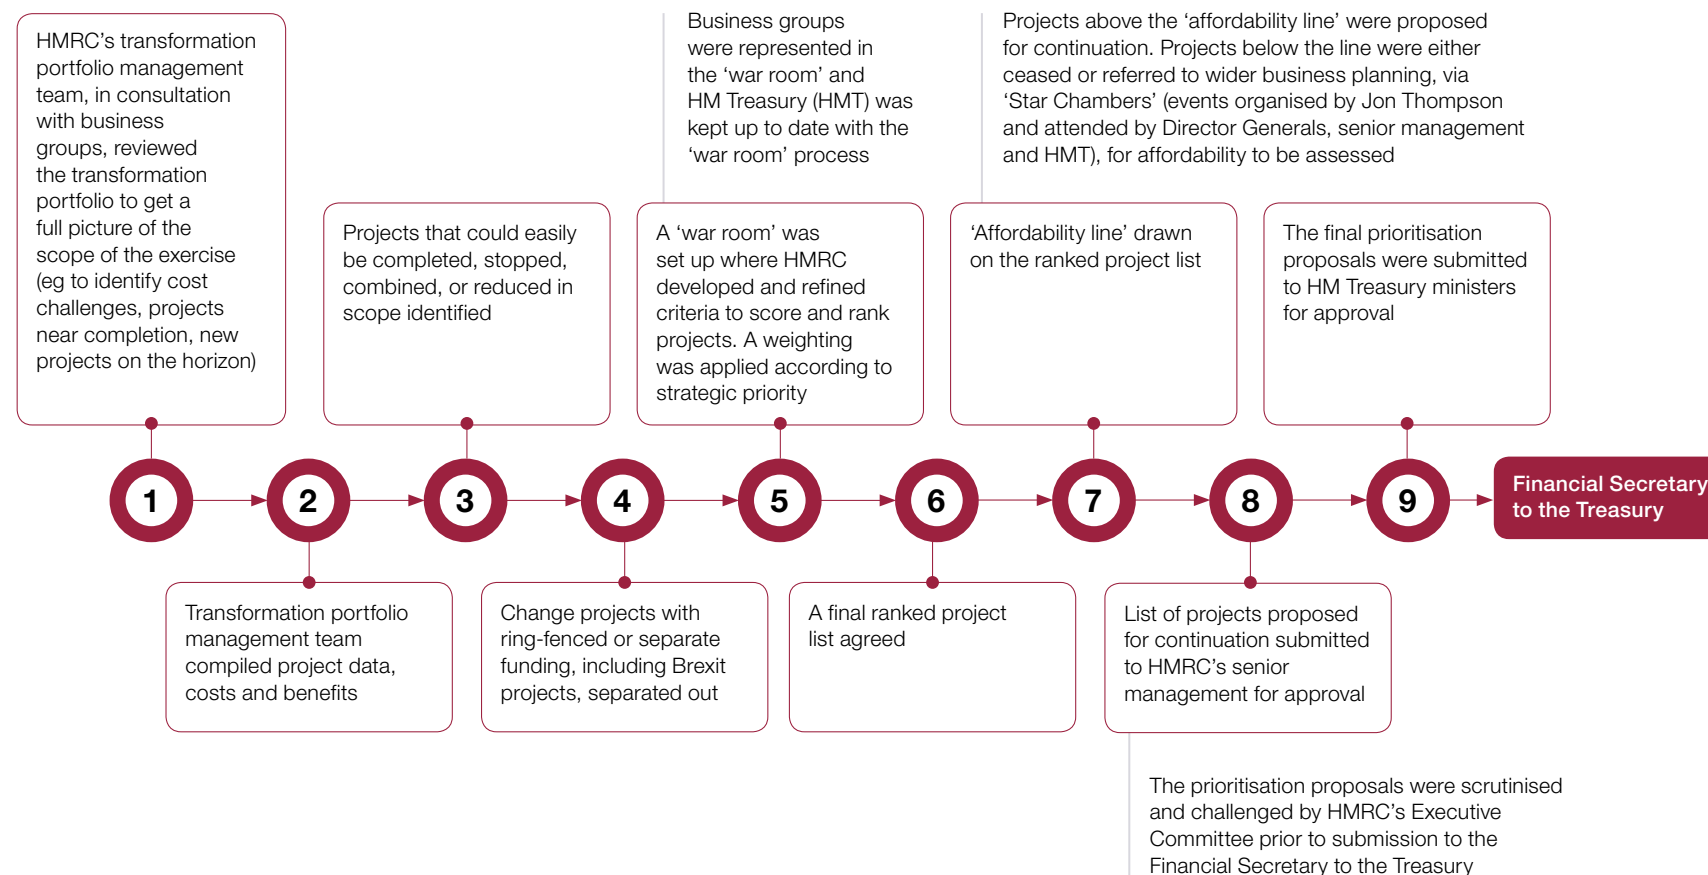 HMRC's transformation
portfolio management
team, in consultation
with business
groups, reviewed
the transformation
portfolio to get a
full picture of the
scope of the exercise
(eg to identify cost
challenges, projects
near completion, new
projects on the horizon)
Projects that could easily
be completed, stopped,
combined, or reduced in
scope identified
Business groups
were represented in
the ‘war room’ and
HM Treasury (HMT) was
kept up to date with the
‘war room’ process
A ‘war room’ was
set up where HMRC
developed and refined
criteria to score and rank
projects. A weighting
was applied according to
strategic priority
Projects above the ‘affordability line’ were proposed
for continuation. Projects below the line were either
ceased or referred to wider business planning, via
‘Star Chambers’ (events organised by Jon Thompson
and attended by Director Generals, senior management
and HMT), for affordability to be assessed
‘Affordability line’ drawn
on the ranked project list
The final prioritisation
proposals were submitted
to HM Treasury ministers
for approval
1
2
3
4
5
6
7
8
9
Financial Secretary
to the Treasury
Transformation portfolio
management team
compiled project data,
costs and benefits
Change projects with
ring-fenced or separate
funding, including Brexit
projects, separated out
A final ranked project
list agreed
List of projects proposed
for continuation submitted
to HMRC's senior
management for approval
The prioritisation proposals were scrutinised
and challenged by HMRC's Executive
Committee prior to submission to the
Financial Secretary to the Treasury